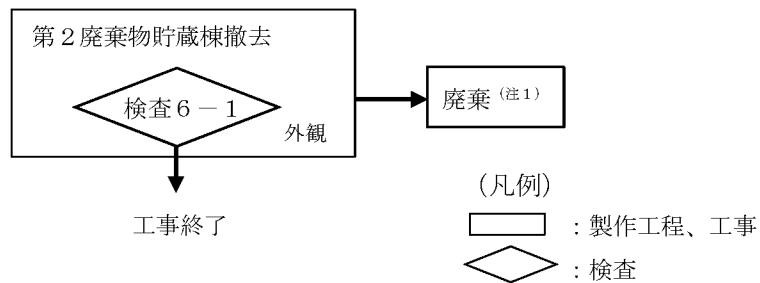 第２廃棄物貯蔵棟撤去
検査６－１
外観
廃棄（注１）
工事終了
（凡例）
：製作工程、工事
：検査